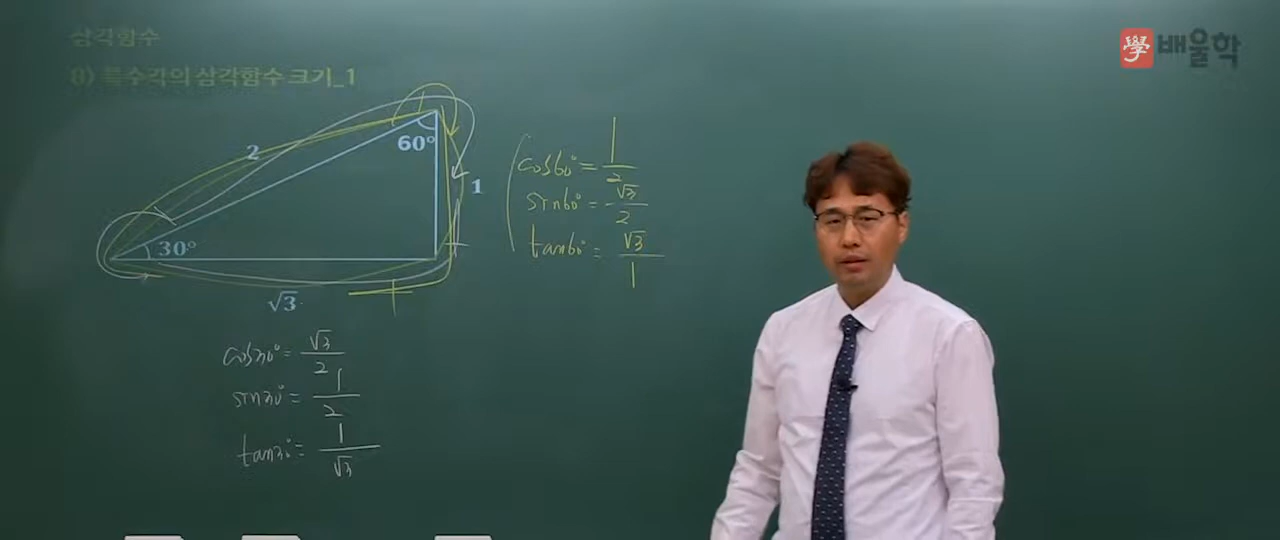 삼각함수
8) 특수각의 삼각함수 크기_1
學 배울학
2
60°
1
30°
√3
cos60° = 1/2
sin60° = √3/2
tan60° = √3/1
cos30° = √3/2
sin30° = 1/2
tan30° = 1/√3